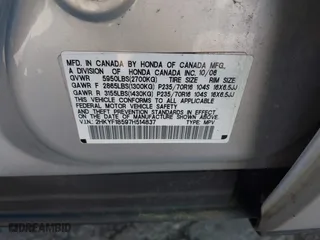 MFD. IN CANADA BY HONDA OF CANADA MFG.,
A DIVISION OF HONDA CANADA INC. 10/06
GVWR 5950LBS(2700KG) TIRE SIZE RIM SIZE
GAWR F 2865LBS(1300KG) P235/70R16 104S 16X6.5JJ
GAWR R 3155LBS(1430KG) P235/70R16 104S 16X6.5JJ
THIS VEHICLE CONFORMS TO ALL APPLICABLE
FEDERAL MOTOR VEHICLE SAFETY
STANDARDS IN EFFECT ON THE DATE OF
MANUFACTURE SHOWN ABOVE.
V.I.N.: 2HKYF18597H514637 TYPE: MPV
DREAMBID